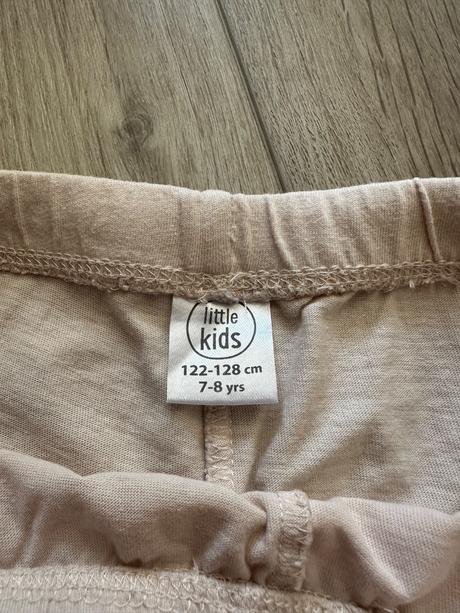 little
kids
122-128 cm
7-8 yrs